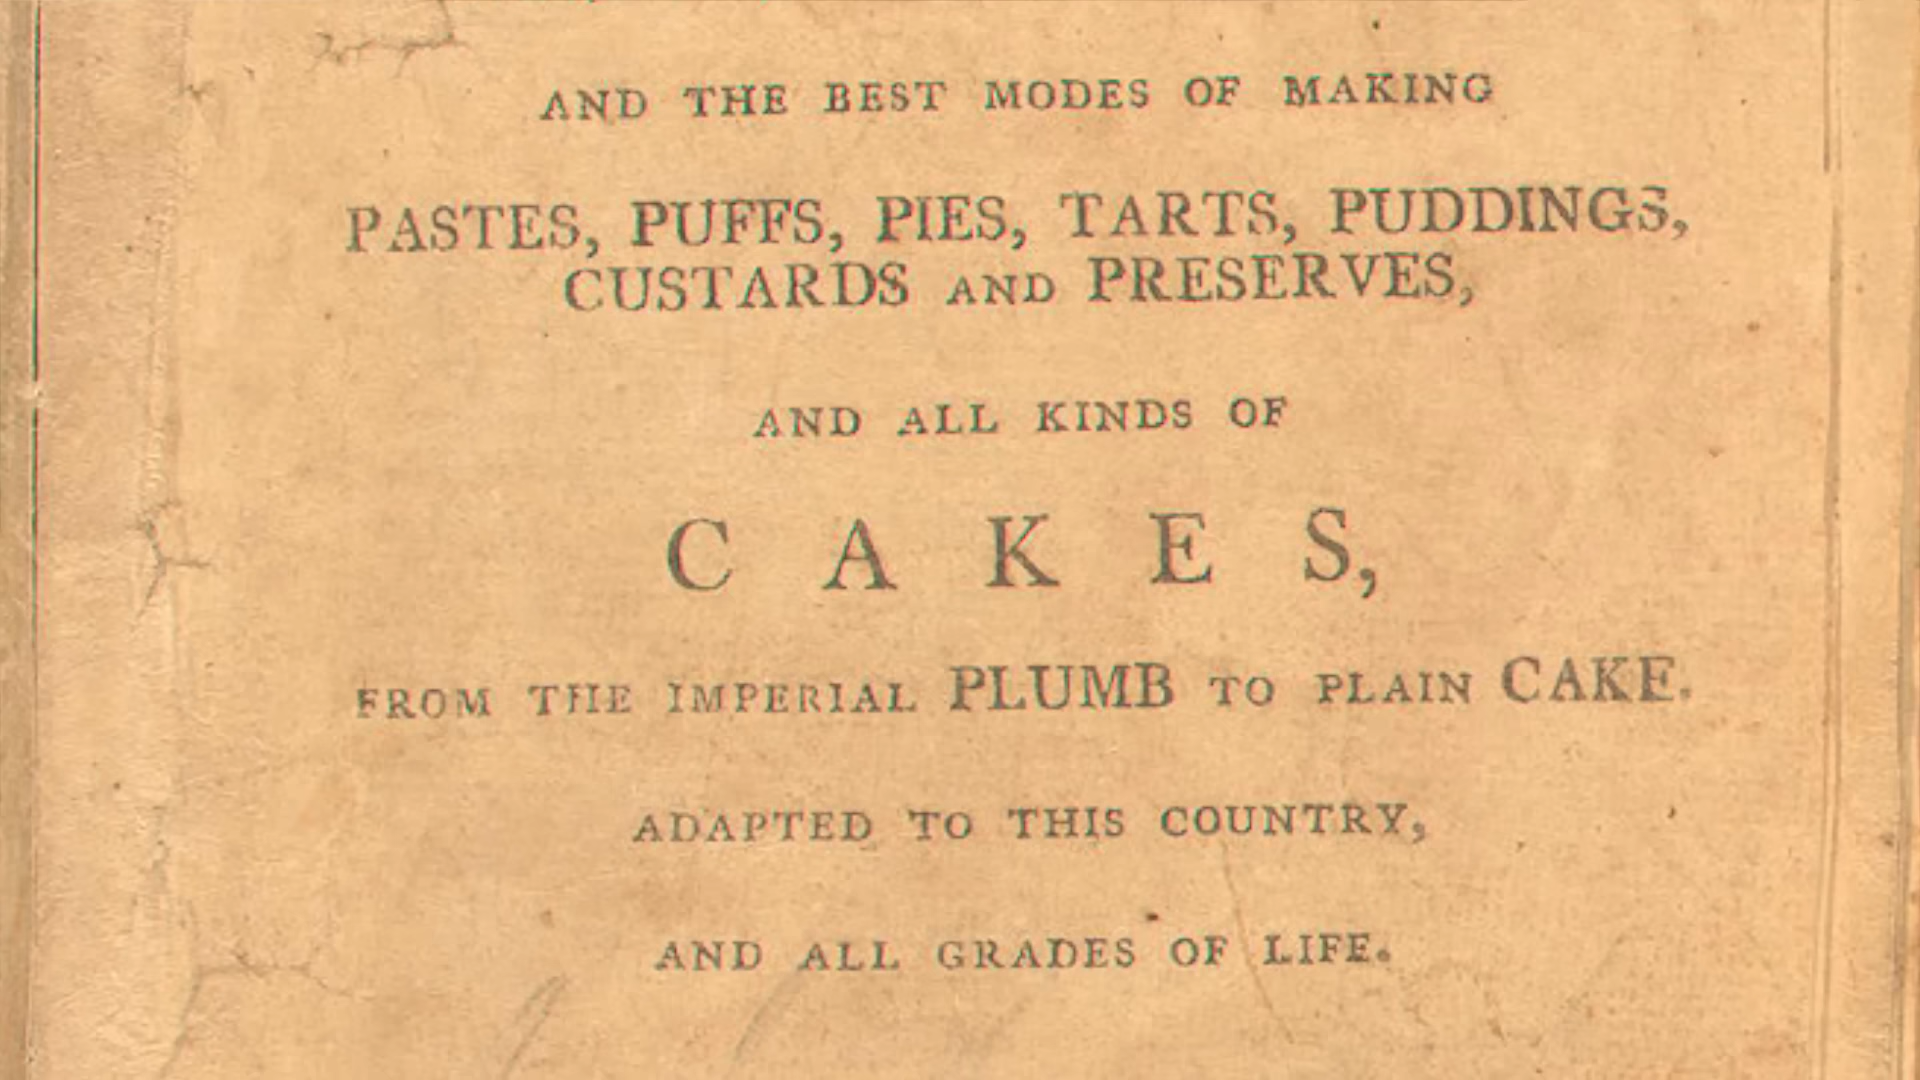 AND THE BEST MODES OF MAKING
PASTES, PUFFS, PIES, TARTS, PUDDINGS,
CUSTARDS AND PRESERVES,
AND ALL KINDS OF
CAKES,
FROM THE IMPERIAL PLUMB TO PLAIN CAKE.
ADAPTED TO THIS COUNTRY,
AND ALL GRADES OF LIFE.